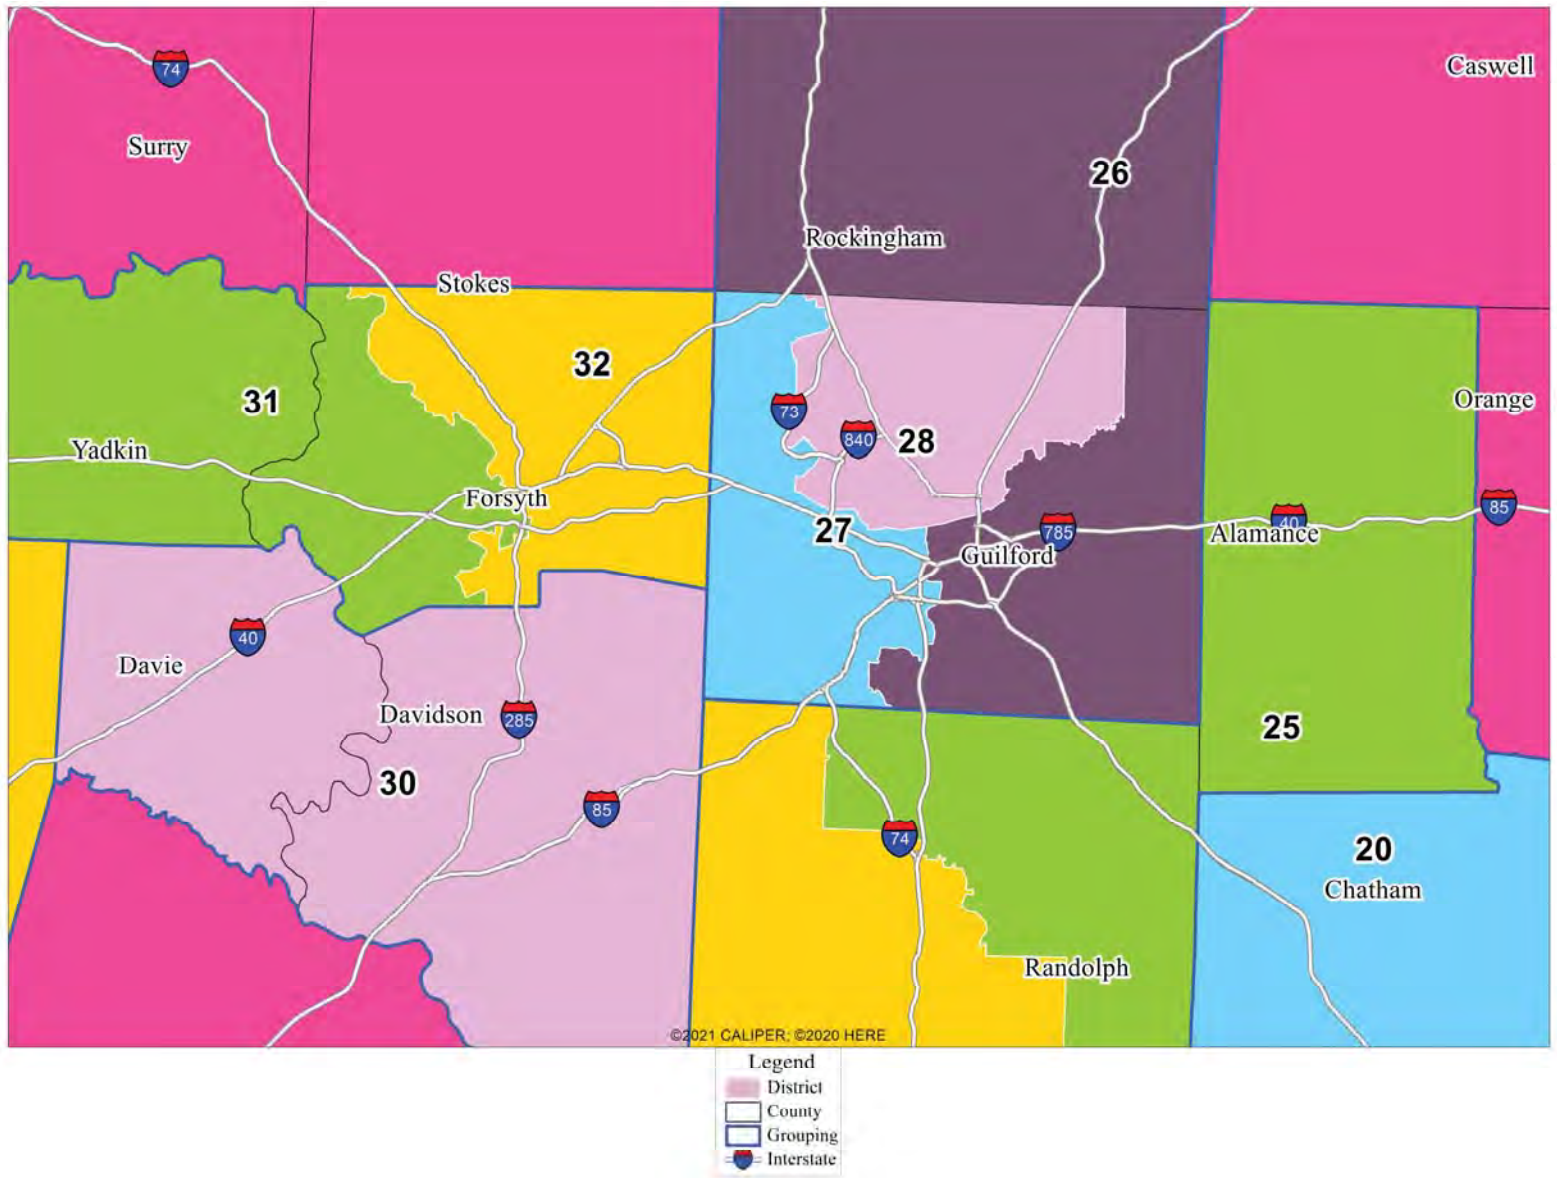 74
Caswell
Surry
26
Rockingham
Stokes
32
31
Orange
73
840
28
Yadkin
Forsyth
85
27
785
40
Alamance
Guilford
40
Davie
Davidson
285
25
30
85
74
20
Chatham
Randolph
©2021 CALIPER; ©2020 HERE
Legend
District
County
Grouping
Interstate